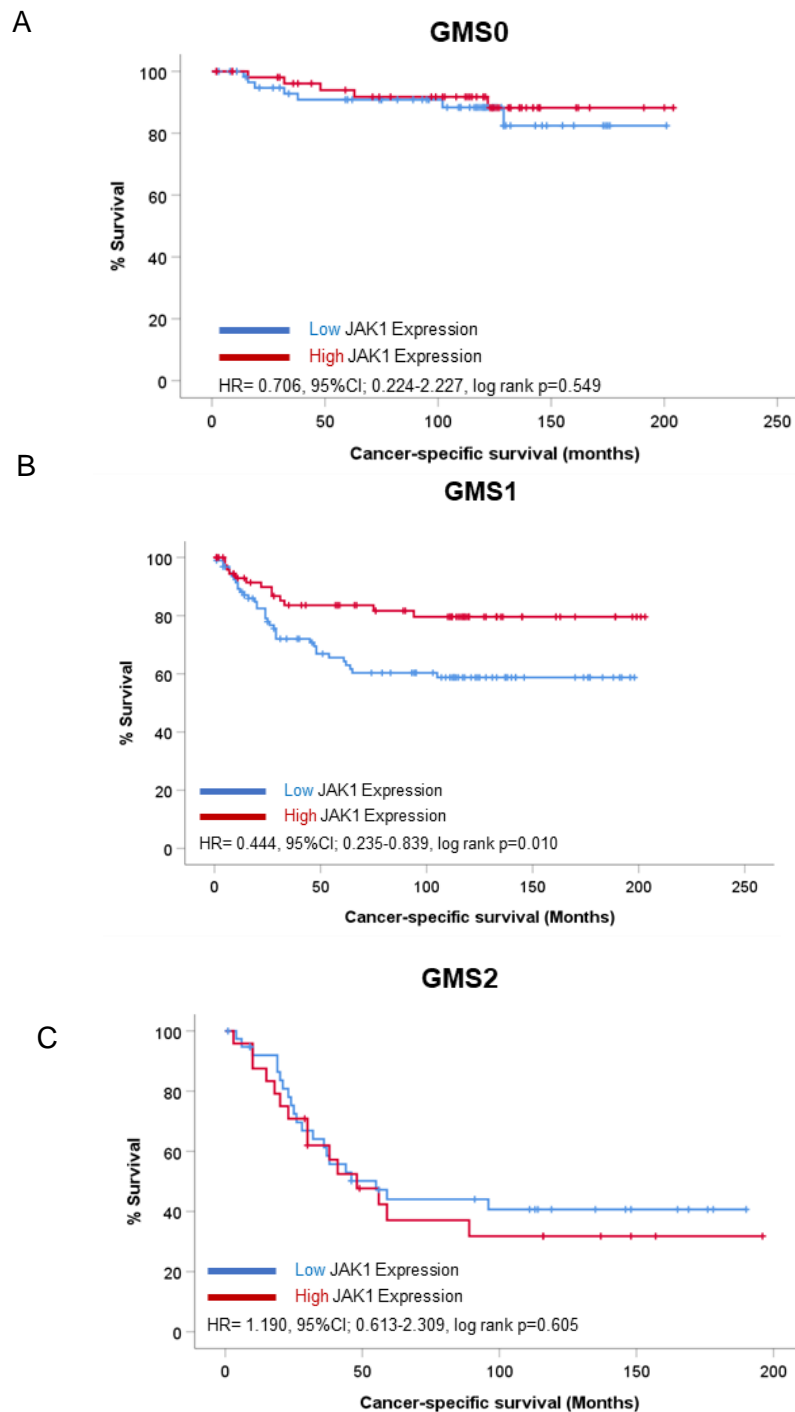 A
GMS0
100
80
60
40
20
0
% Survival
Low JAK1 Expression
High JAK1 Expression
HR= 0.706, 95%CI; 0.224-2.227, log rank p=0.549
0 50 100 150 200 250
Cancer-specific survival (months)
B
GMS1
100
80
60
40
20
0
% Survival
Low JAK1 Expression
High JAK1 Expression
HR= 0.444, 95%CI; 0.235-0.839, log rank p=0.010
0 50 100 150 200 250
Cancer-specific survival (Months)
GMS2
C
100
80
60
40
20
0
% Survival
Low JAK1 Expression
High JAK1 Expression
HR= 1.190, 95%CI; 0.613-2.309, log rank p=0.605
0 50 100 150 200
Cancer-specific survival (Months)